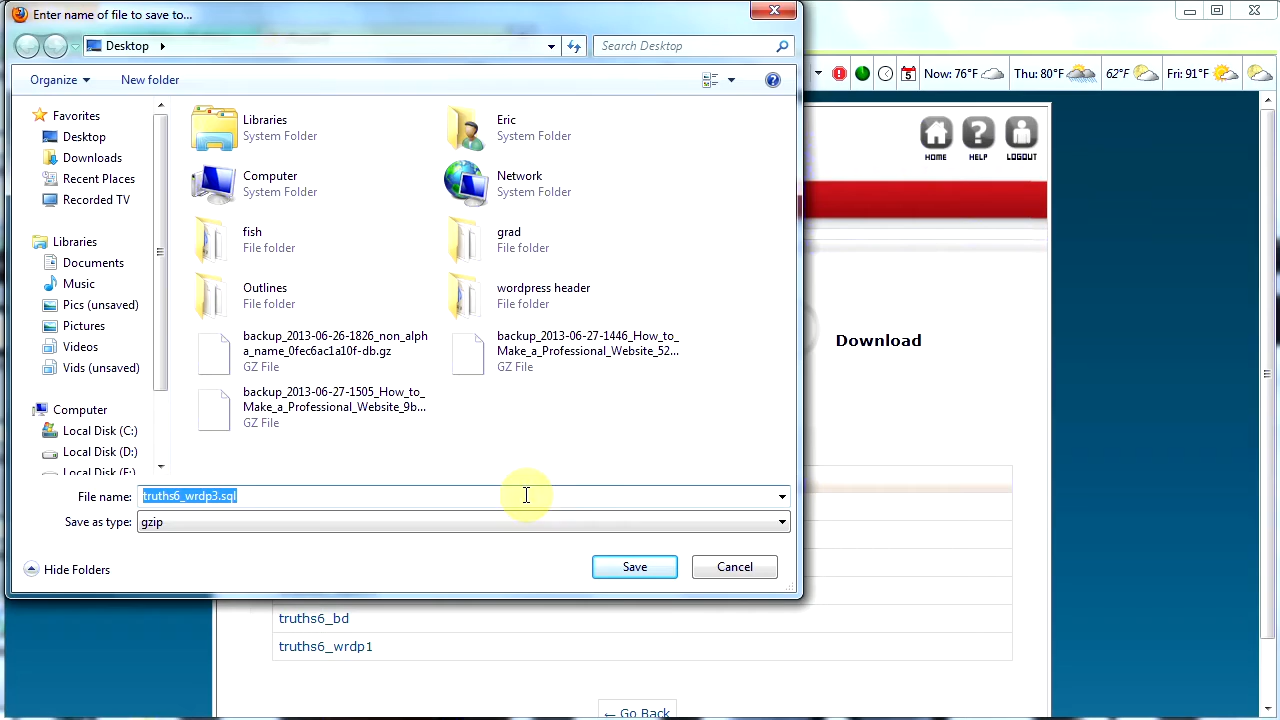 Enter name of file to save to...
Desktop
Search Desktop
Organize
New folder
Now: 76°F
Thu: 80°F
62°F
Fri: 91°F
5
HOME
HELP
LOGOUT
Favorites
Desktop
Downloads
Recent Places
Recorded TV
Libraries
Documents
Music
Pics (unsaved)
Pictures
Videos
Vids (unsaved)
Computer
Local Disk (C:)
Local Disk (D:)
Local Disk (E:)
Libraries
System Folder
Eric
System Folder
Computer
System Folder
Network
System Folder
fish
File folder
grad
File folder
Outlines
File folder
wordpress header
File folder
backup_2013-06-26-1826_non_alph
a_name_0fec6ac1a10f-db.gz
GZ File
backup_2013-06-27-1446_How_to_
Make_a_Professional_Website_52...
GZ File
backup_2013-06-27-1505_How_to_
Make_a_Professional_Website_9b...
GZ File
File name:
truths6_wrdp3.sql
Save as type:
gzip
Hide Folders
Save
Cancel
Download
truths6_bd
truths6_wrdp1
← Go Back